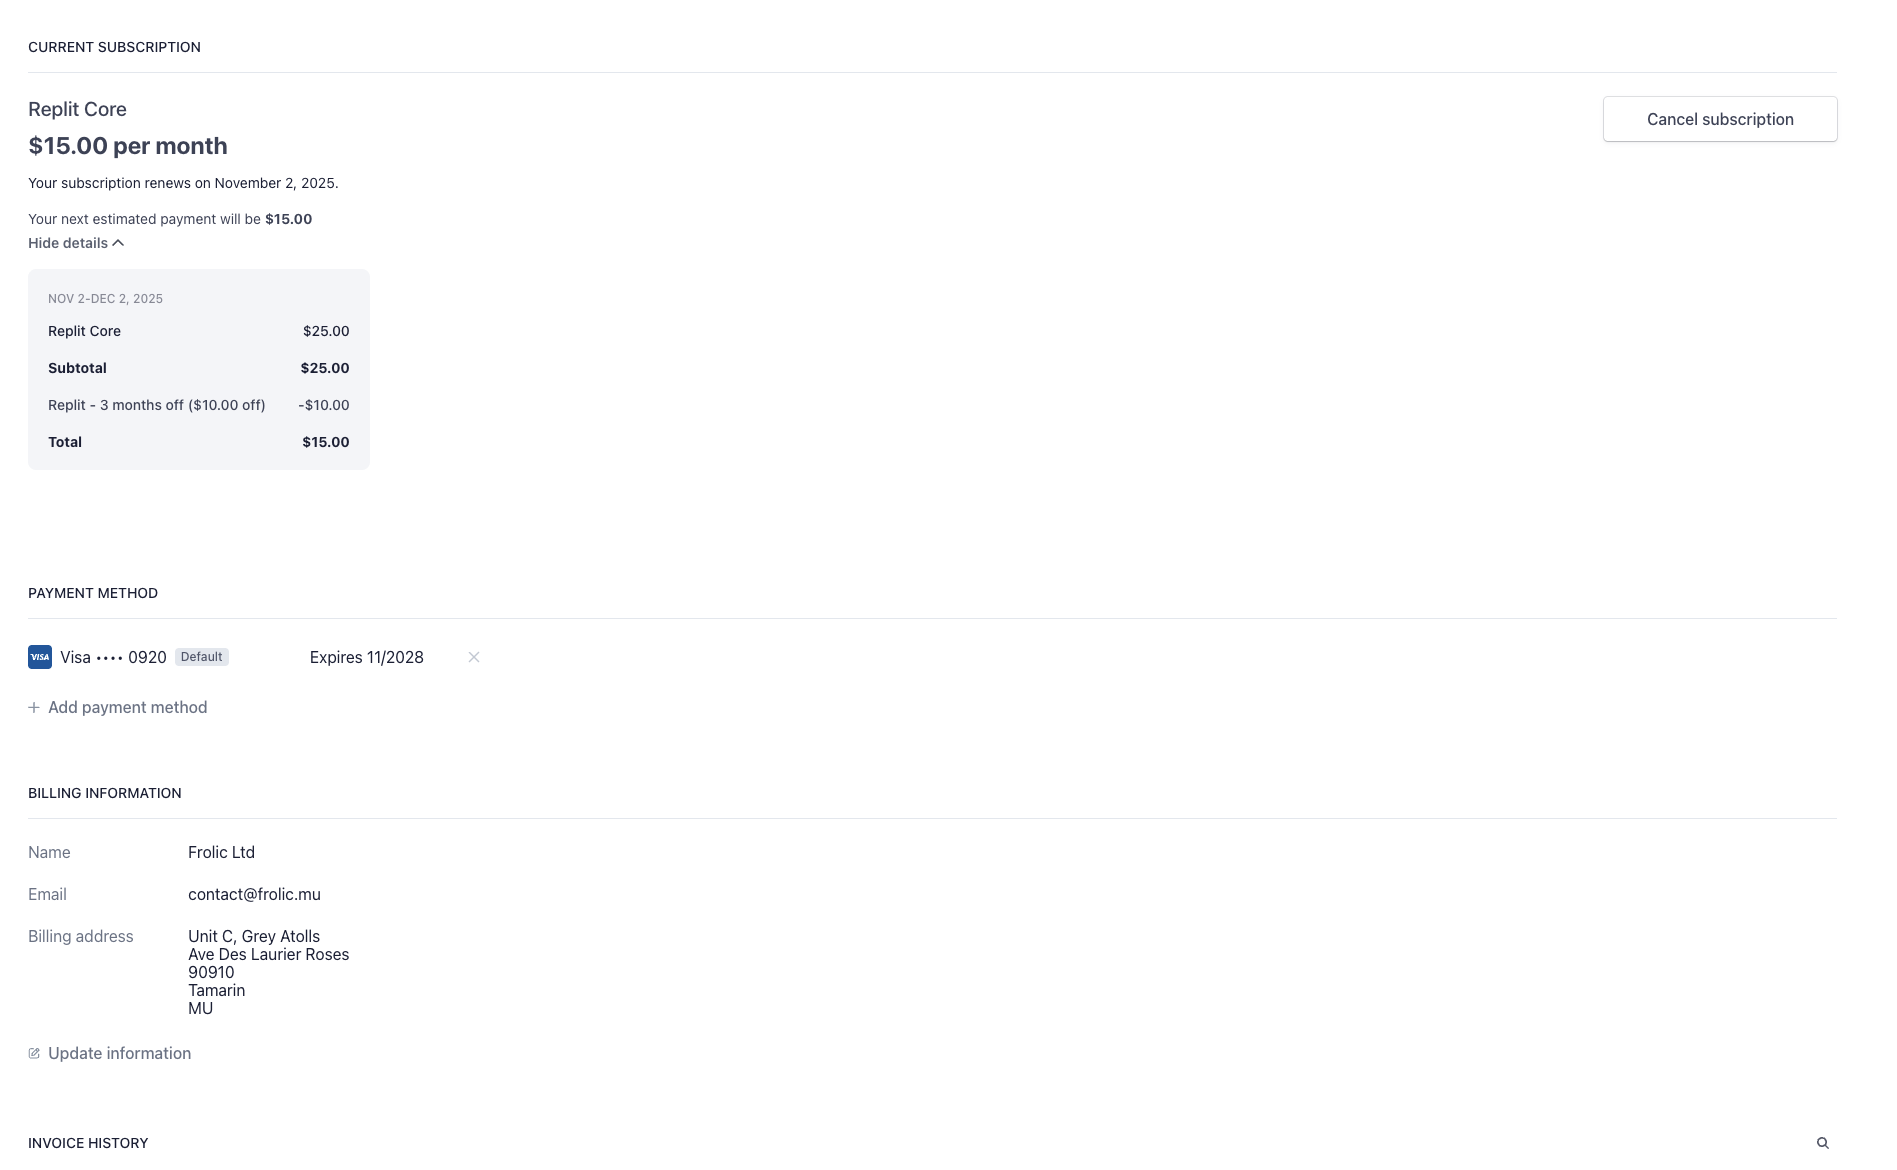 CURRENT SUBSCRIPTION
Replit Core
Cancel subscription
$15.00 per month
Your subscription renews on November 2, 2025.
Your next estimated payment will be $15.00
Hide details
NOV 2-DEC 2, 2025
Replit Core $25.00
Subtotal $25.00
Replit - 3 months off ($10.00 off) -$10.00
Total $15.00
PAYMENT METHOD
VISA Visa •••• 0920 Default Expires 11/2028
Add payment method
BILLING INFORMATION
Name Frolic Ltd
Email contact@frolic.mu
Billing address Unit C, Grey Atolls
Ave Des Laurier Roses
90910
Tamarin
MU
Update information
INVOICE HISTORY